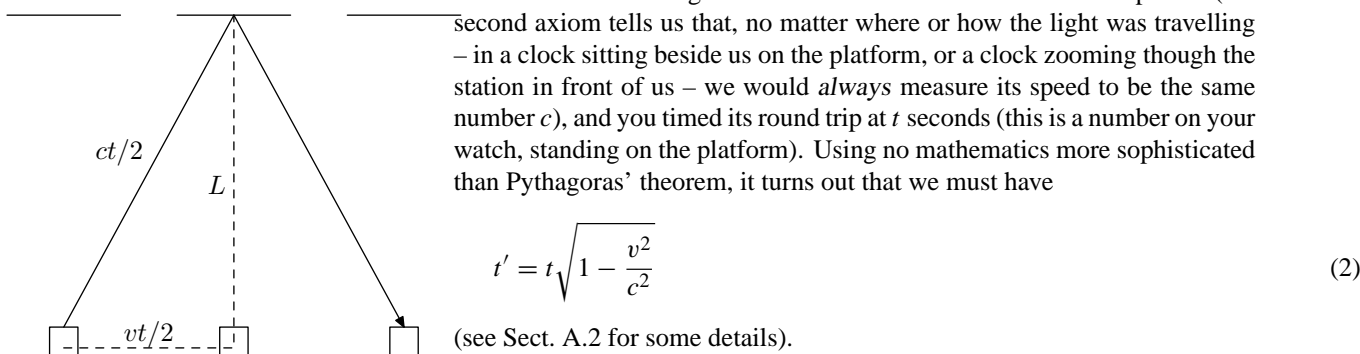 second axiom tells us that, no matter where or how the light was travelling
– in a clock sitting beside us on the platform, or a clock zooming though the
station in front of us – we would always measure its speed to be the same
number c), and you timed its round trip at t seconds (this is a number on your
watch, standing on the platform). Using no mathematics more sophisticated
than Pythagoras’ theorem, it turns out that we must have
t′ = t√(1 − v²/c²) (2)
(see Sect. A.2 for some details).
ct/2
L
vt/2